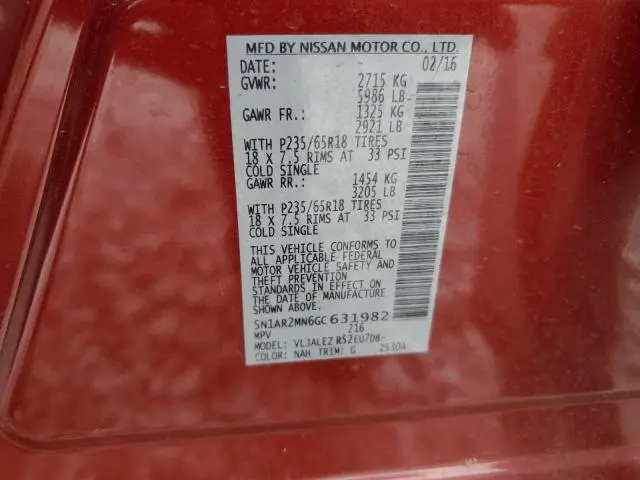 MFD BY NISSAN MOTOR CO., LTD.
DATE: 02/16
GVWR: 2715 KG
5986 LB
GAWR FR.: 1325 KG
2921 LB
WITH P235/65R18 TIRES
18 X 7.5 RIMS AT 33 PSI
COLD SINGLE
GAWR RR.: 1454 KG
3205 LB
WITH P235/65R18 TIRES
18 X 7.5 RIMS AT 33 PSI
COLD SINGLE
THIS VEHICLE CONFORMS TO
ALL APPLICABLE FEDERAL
MOTOR VEHICLE SAFETY AND
THEFT PREVENTION
STANDARDS IN EFFECT ON
THE DATE OF MANUFACTURE
SHOWN ABOVE.
5N1AR2MN6GC631982
MPV 216
MODEL: VLJALEZ R52EU7UB-
COLOR: NAH TRIM: G 2530A